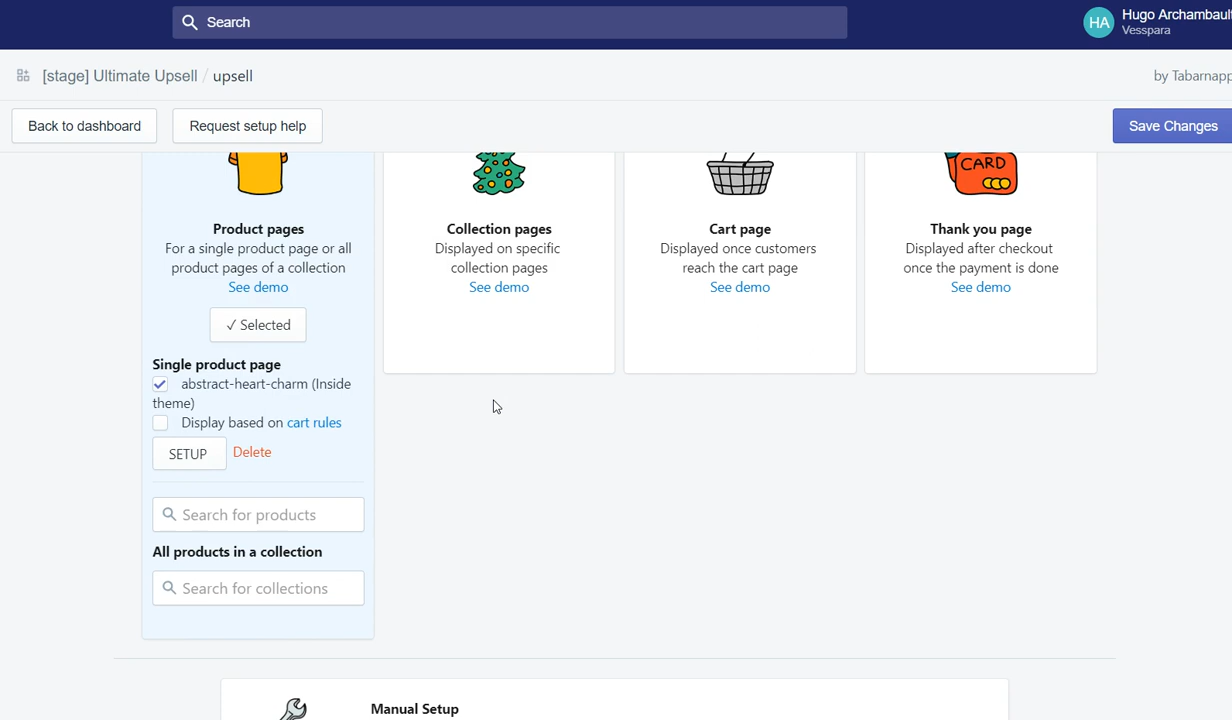 Search
HA
Hugo Archambault
Vesspara
[stage] Ultimate Upsell / upsell
by Tabarnapp
Back to dashboard
Request setup help
Save Changes
CARD
Product pages
For a single product page or all
product pages of a collection
See demo
✓ Selected
Single product page
abstract-heart-charm (Inside
theme)
Display based on cart rules
SETUP
Delete
Search for products
All products in a collection
Search for collections
Collection pages
Displayed on specific
collection pages
See demo
Cart page
Displayed once customers
reach the cart page
See demo
Thank you page
Displayed after checkout
once the payment is done
See demo
Manual Setup